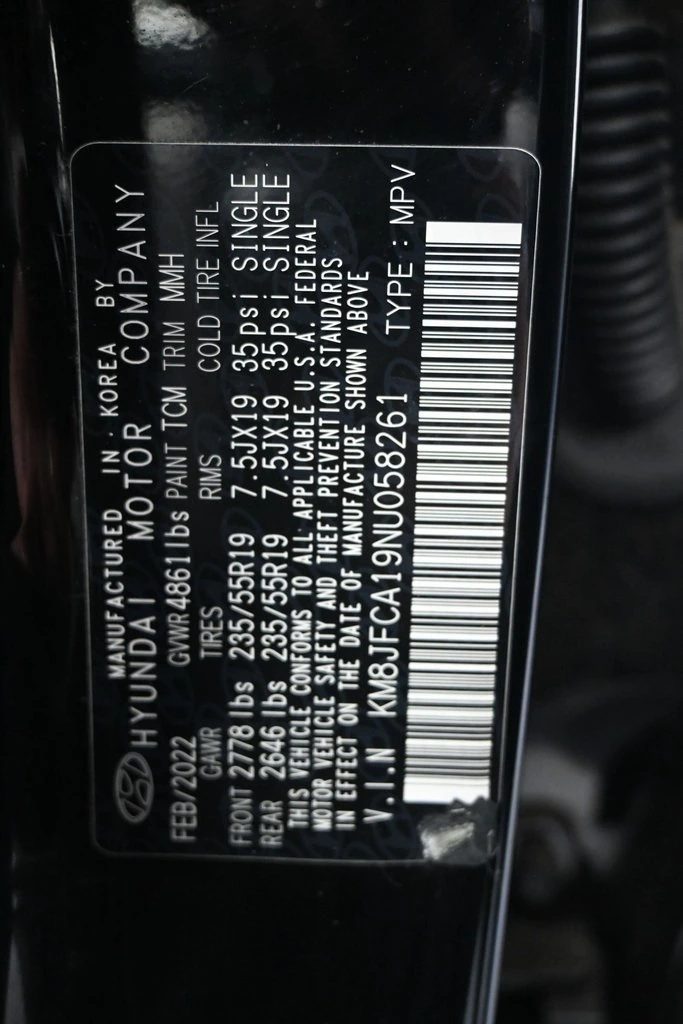 MANUFACTURED IN · KOREA BY
HYUNDAI MOTOR COMPANY
FEB/2022 GVWR 4861lbs PAINT TCM TRIM MMH
GAWR TIRES RIMS COLD TIRE INFL
FRONT 2778 lbs 235/55R19 7.5JX19 35psi SINGLE
REAR 2646 lbs 235/55R19 7.5JX19 35psi SINGLE
THIS VEHICLE CONFORMS TO ALL APPLICABLE U.S.A. FEDERAL
MOTOR VEHICLE SAFETY AND THEFT PREVENTION STANDARDS
IN EFFECT ON THE DATE OF MANUFACTURE SHOWN ABOVE
V.I.N KM8JFCA19NU058261 TYPE : MPV